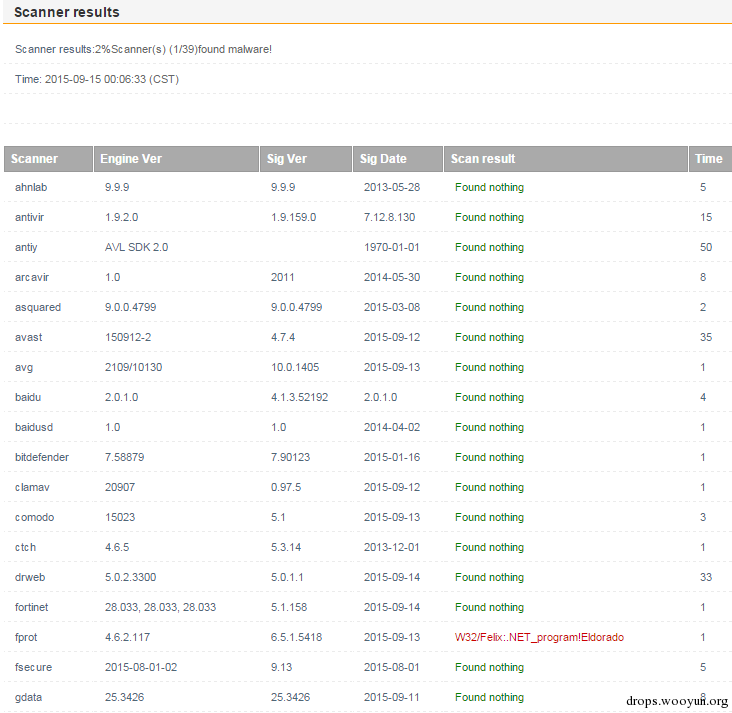 Scanner results
Scanner results:2%Scanner(s) (1/39)found malware!
Time: 2015-09-15 00:06:33 (CST)
Scanner Engine Ver Sig Ver Sig Date Scan result Time
ahnlab 9.9.9 9.9.9 2013-05-28 Found nothing 5
antivir 1.9.2.0 1.9.159.0 7.12.8.130 Found nothing 15
antiy AVL SDK 2.0 1970-01-01 Found nothing 50
arcavir 1.0 2011 2014-05-30 Found nothing 8
asquared 9.0.0.4799 9.0.0.4799 2015-03-08 Found nothing 2
avast 150912-2 4.7.4 2015-09-12 Found nothing 35
avg 2109/10130 10.0.1405 2015-09-13 Found nothing 1
baidu 2.0.1.0 4.1.3.52192 2.0.1.0 Found nothing 4
baidusd 1.0 1.0 2014-04-02 Found nothing 1
bitdefender 7.58879 7.90123 2015-01-16 Found nothing 1
clamav 20907 0.97.5 2015-09-12 Found nothing 1
comodo 15023 5.1 2015-09-13 Found nothing 3
ctch 4.6.5 5.3.14 2013-12-01 Found nothing 1
drweb 5.0.2.3300 5.0.1.1 2015-09-14 Found nothing 33
fortinet 28.033, 28.033, 28.033 5.1.158 2015-09-14 Found nothing 1
fprot 4.6.2.117 6.5.1.5418 2015-09-13 W32/Felix:.NET_program!Eldorado 1
fsecure 2015-08-01-02 9.13 2015-08-01 Found nothing 5
gdata 25.3426 25.3426 2015-09-11 Found nothing 8
drops.wooyun.org